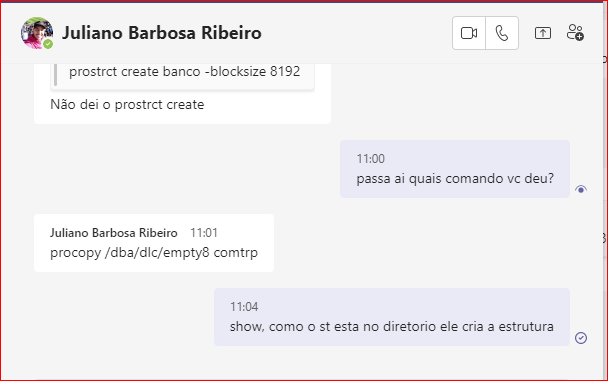 Juliano Barbosa Ribeiro
prostrct create banco -blocksize 8192
Não dei o prostrct create
11:00
passa ai quais comando vc deu?
Juliano Barbosa Ribeiro 11:01
procopy /dba/dlc/empty8 comtrp
11:04
show, como o st esta no diretorio ele cria a estrutura